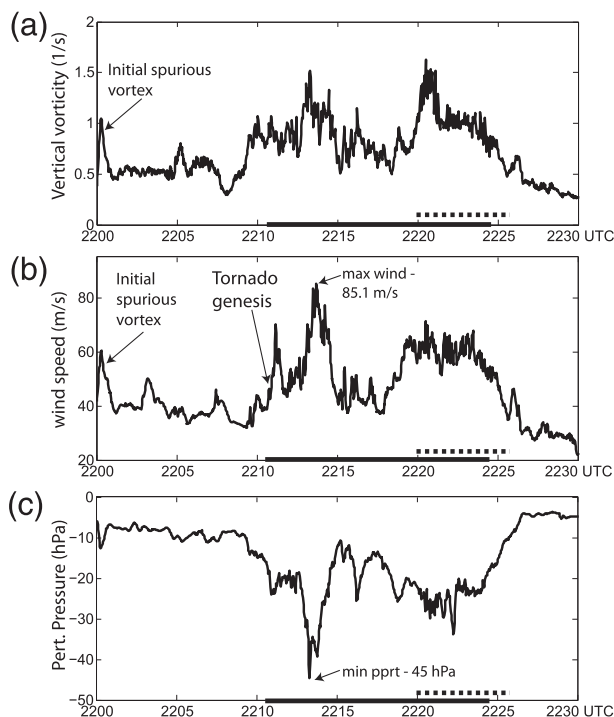 (a)
Vertical vorticity (1/s)
2
1.5
1
0.5
0
Initial spurious
vortex
2200 2205 2210 2215 2220 2225 2230 UTC
(b)
wind speed (m/s)
80
60
40
20
Initial
spurious
vortex
Tornado
genesis
max wind -
85.1 m/s
2200 2205 2210 2215 2220 2225 2230 UTC
(c)
Pert. Pressure (hPa)
0
−10
−20
−30
−40
−50
min pprt - 45 hPa
2200 2205 2210 2215 2220 2225 2230 UTC